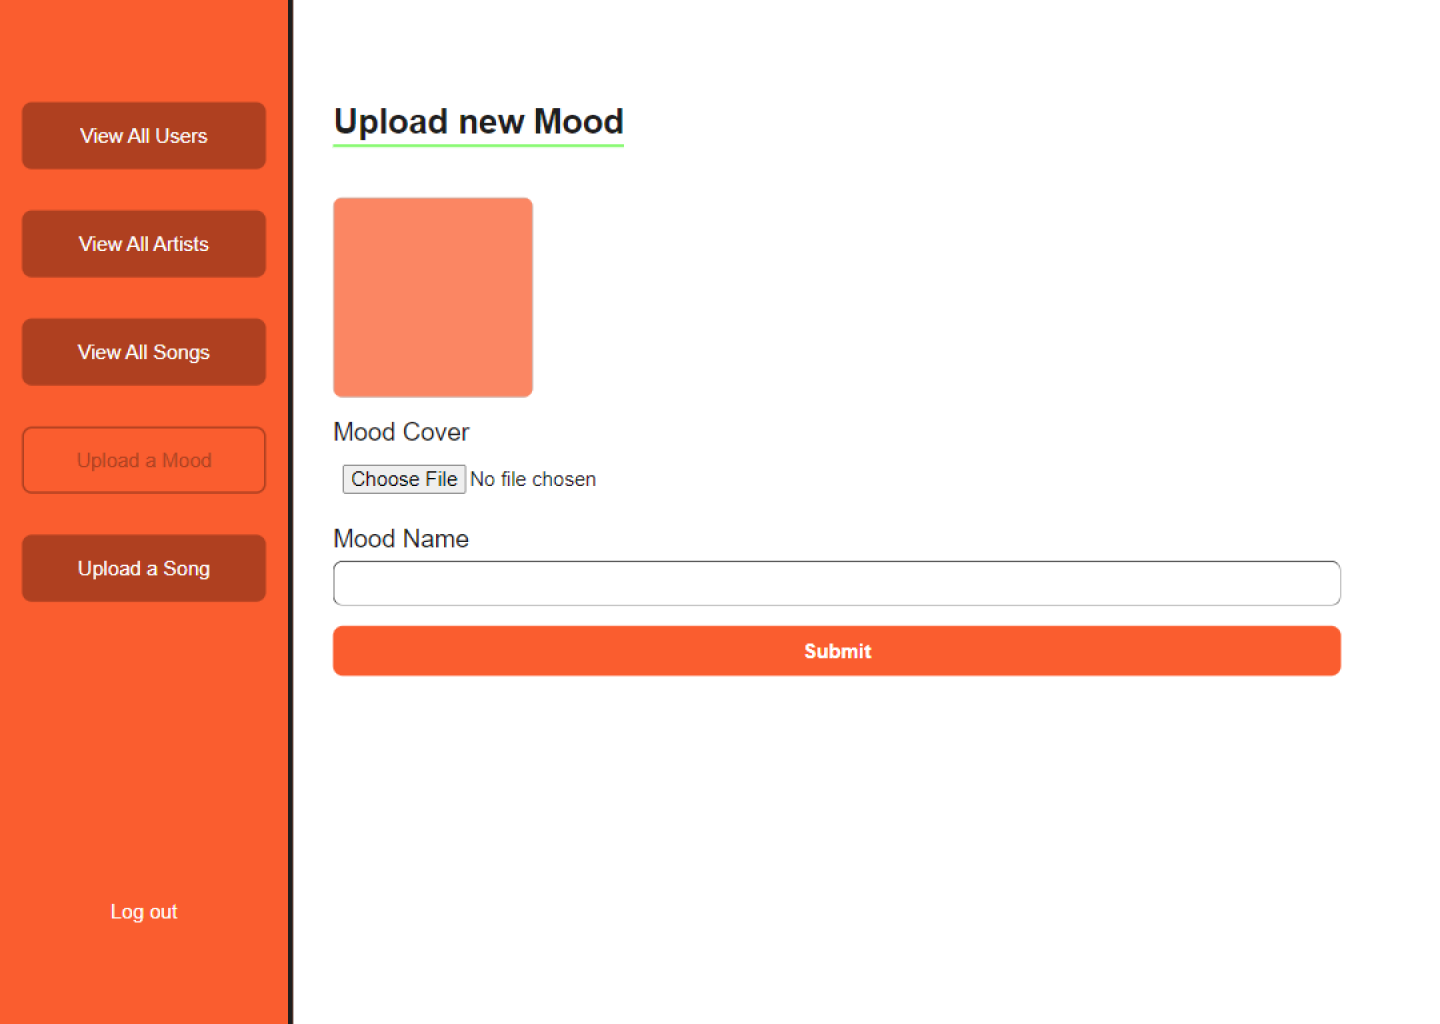 View All Users
View All Artists
View All Songs
Upload a Mood
Upload a Song
Log out
Upload new Mood
Mood Cover
Choose File No file chosen
Mood Name
Submit